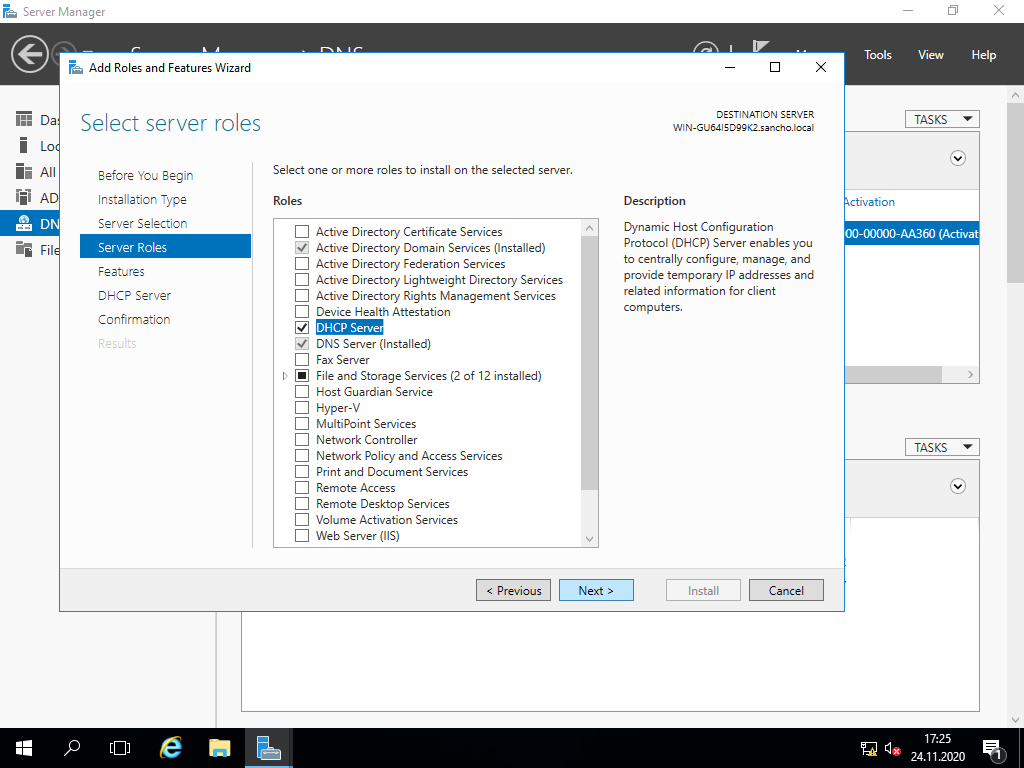 Server Manager
Add Roles and Features Wizard
Tools
View
Help
Select server roles
DESTINATION SERVER
WIN-GU64I5D99K2.sancho.local
Before You Begin
Installation Type
Server Selection
Server Roles
Features
DHCP Server
Confirmation
Results
Select one or more roles to install on the selected server.
Roles
Active Directory Certificate Services
Active Directory Domain Services (Installed)
Active Directory Federation Services
Active Directory Lightweight Directory Services
Active Directory Rights Management Services
Device Health Attestation
DHCP Server
DNS Server (Installed)
Fax Server
File and Storage Services (2 of 12 installed)
Host Guardian Service
Hyper-V
MultiPoint Services
Network Controller
Network Policy and Access Services
Print and Document Services
Remote Access
Remote Desktop Services
Volume Activation Services
Web Server (IIS)
Description
Dynamic Host Configuration
Protocol (DHCP) Server enables you
to centrally configure, manage, and
provide temporary IP addresses and
related information for client
computers.
< Previous
Next >
Install
Cancel
All
TASKS
Activation
00-00000-AA360 (Activat
TASKS
17:25
24.11.2020
1